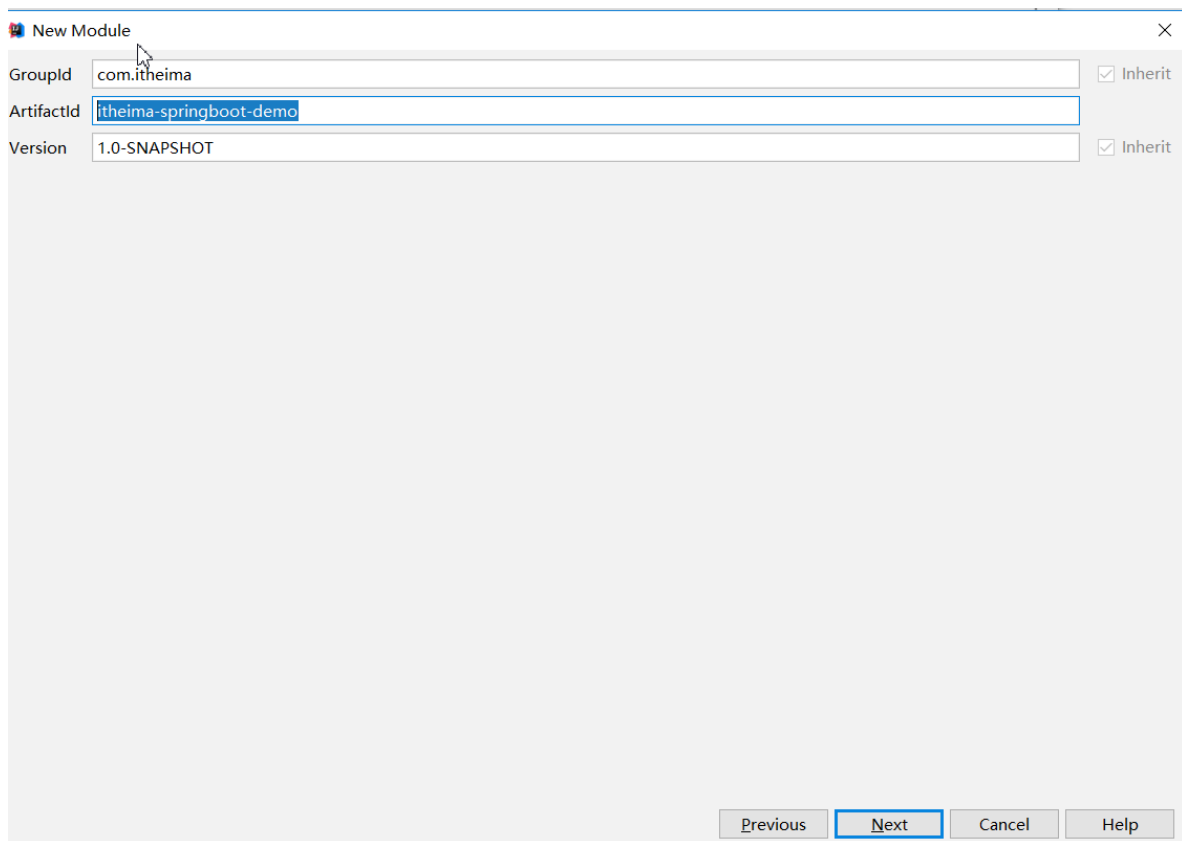 New Module
GroupId com.itheima Inherit
ArtifactId itheima-springboot-demo
Version 1.0-SNAPSHOT Inherit
Previous Next Cancel Help